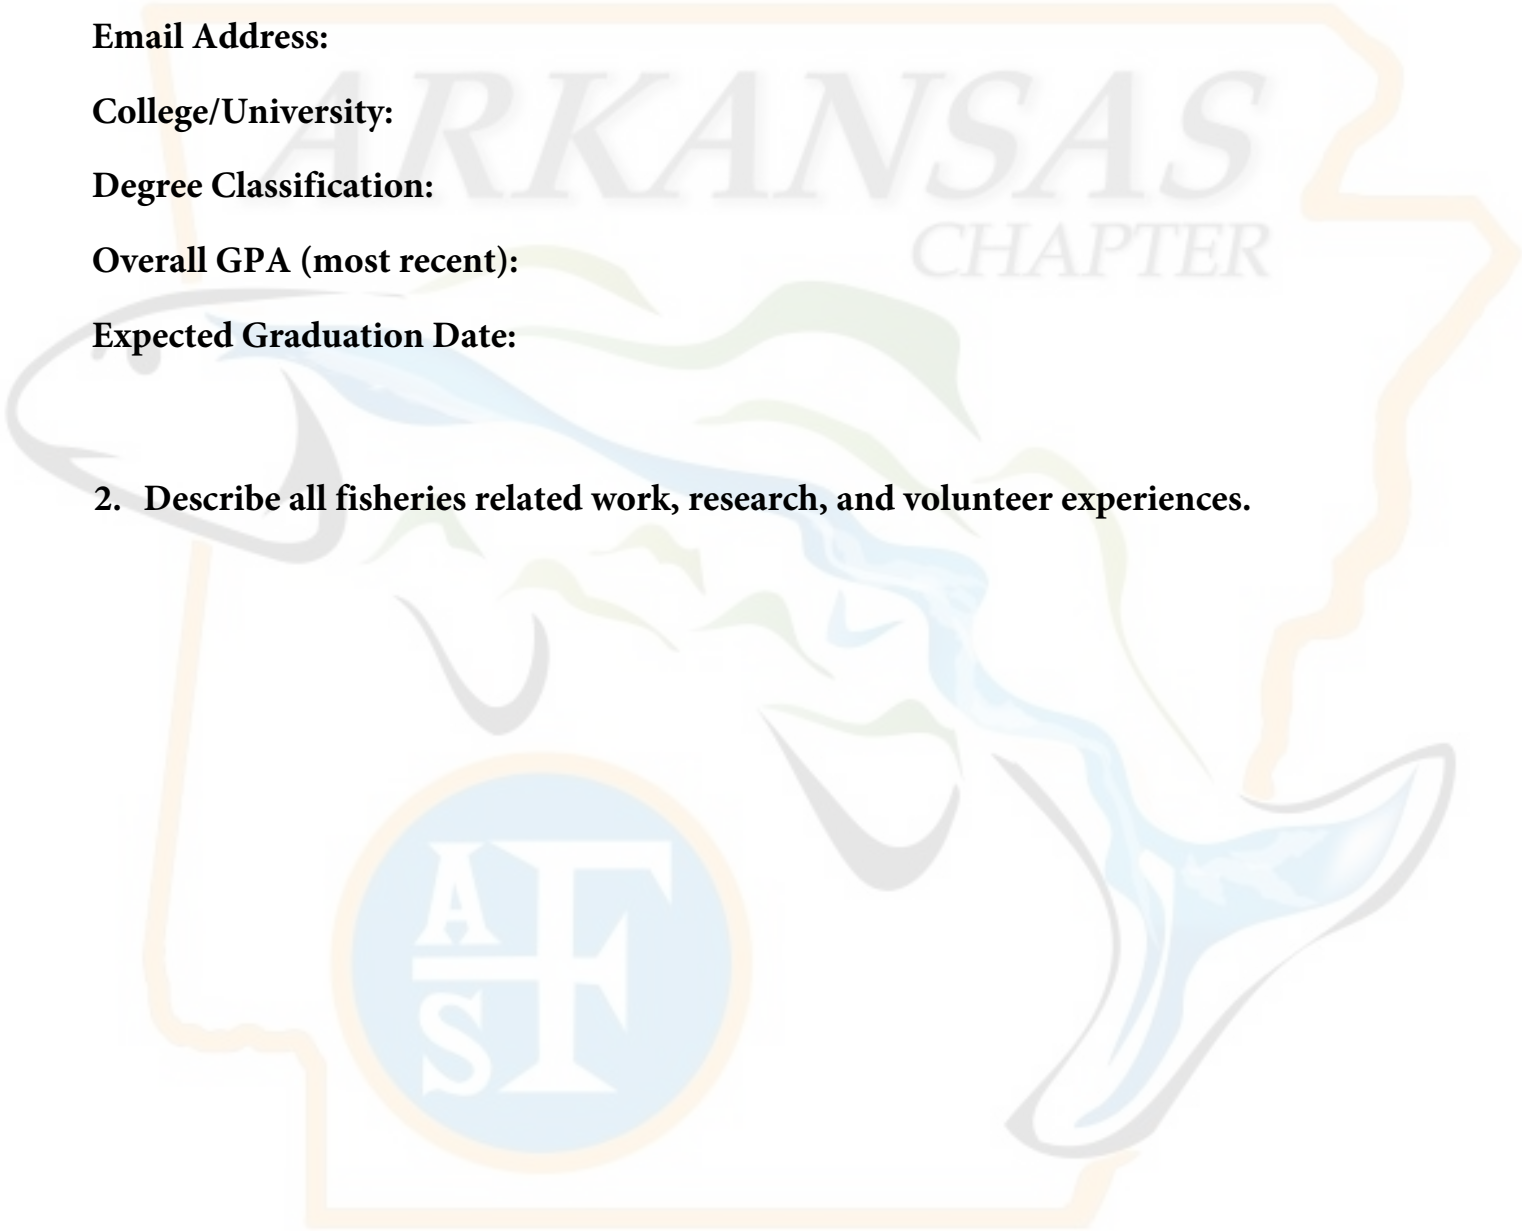 Email Address:
ARKANSAS
College/University:
Degree Classification:
CHAPTER
Overall GPA (most recent):
Expected Graduation Date:
2. Describe all fisheries related work, research, and volunteer experiences.
A F
S